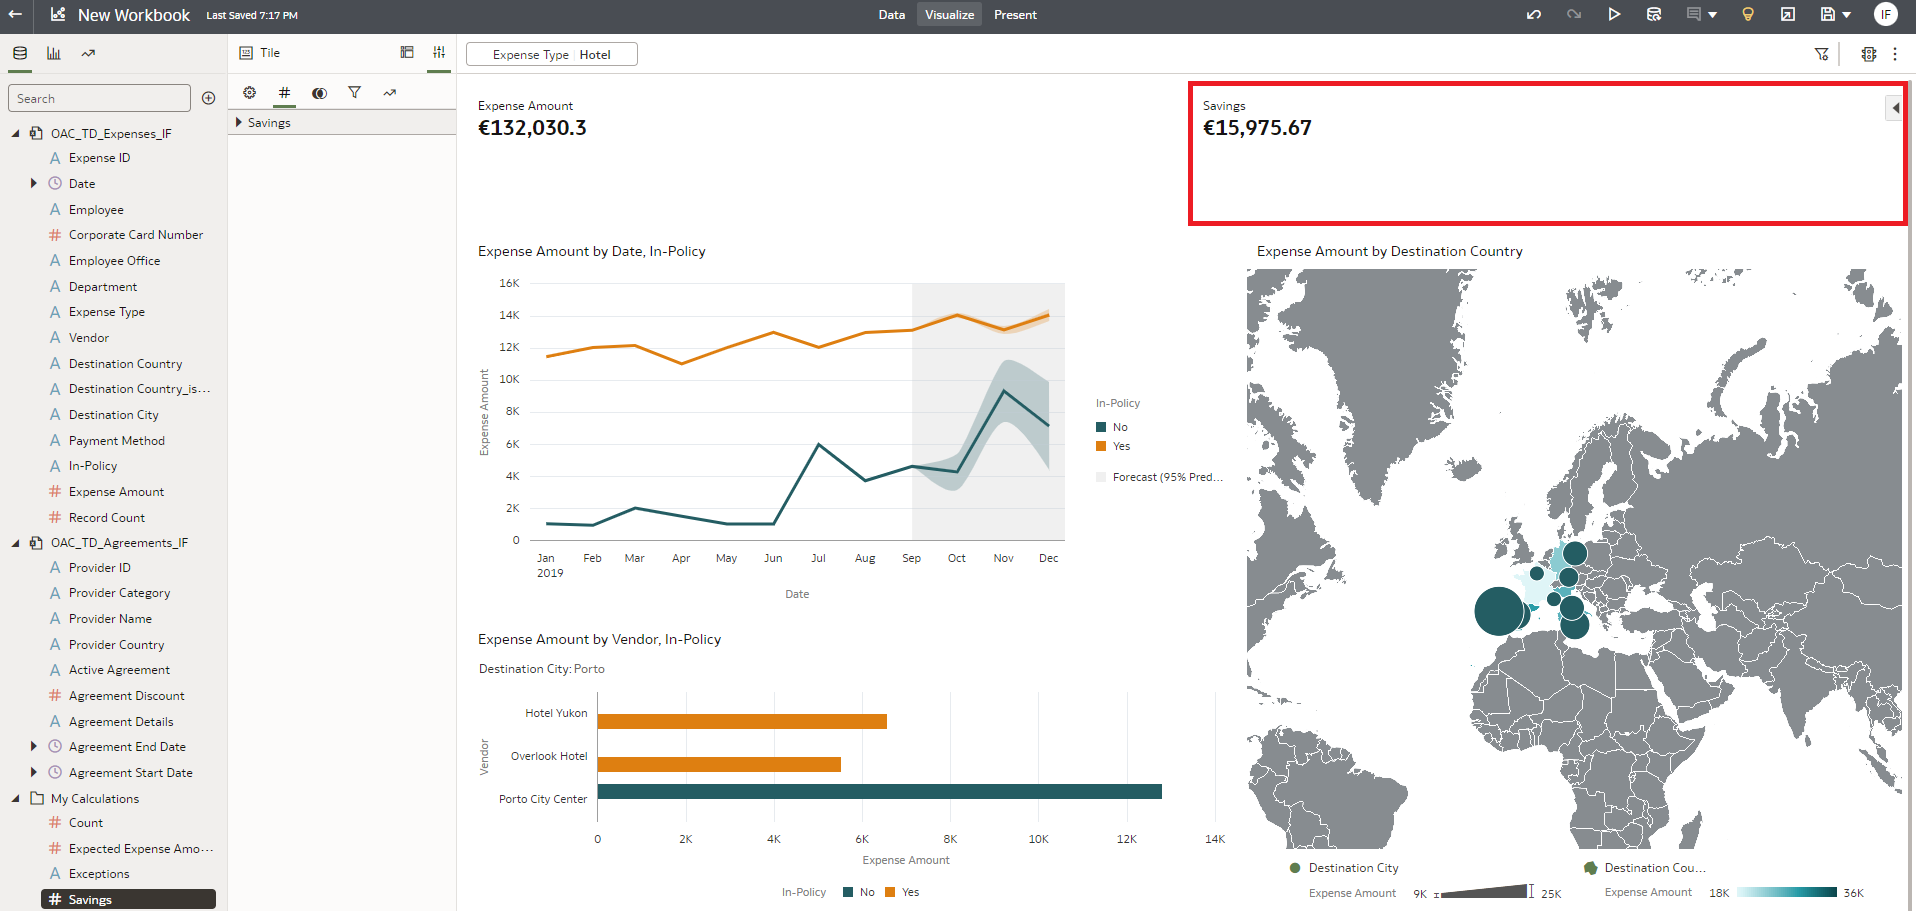 New Workbook Last Saved 7:17 PM
Data Visualize Present
IF
Tile
Expense Type Hotel
Search
#
Savings
OAC_TD_Expenses_IF
A Expense ID
Date
A Employee
# Corporate Card Number
A Employee Office
A Department
A Expense Type
A Vendor
A Destination Country
A Destination Country_is...
A Destination City
A Payment Method
A In-Policy
# Expense Amount
# Record Count
OAC_TD_Agreements_IF
A Provider ID
A Provider Category
A Provider Name
A Provider Country
A Active Agreement
# Agreement Discount
A Agreement Details
Agreement End Date
Agreement Start Date
My Calculations
# Count
# Expected Expense Amo...
A Exceptions
# Savings
Expense Amount
€132,030.3
Savings
€15,975.67
Expense Amount by Date, In-Policy
16K
14K
12K
10K
8K
6K
4K
2K
0
Expense Amount
Jan Feb Mar Apr May Jun Jul Aug Sep Oct Nov Dec
2019
Date
In-Policy
No
Yes
Forecast (95% Pred...
Expense Amount by Vendor, In-Policy
Destination City: Porto
Vendor
Hotel Yukon
Overlook Hotel
Porto City Center
0 2K 4K 6K 8K 10K 12K 14K
Expense Amount
In-Policy No Yes
Expense Amount by Destination Country
Destination City
Expense Amount 9K 25K
Destination Cou...
Expense Amount 18K 36K